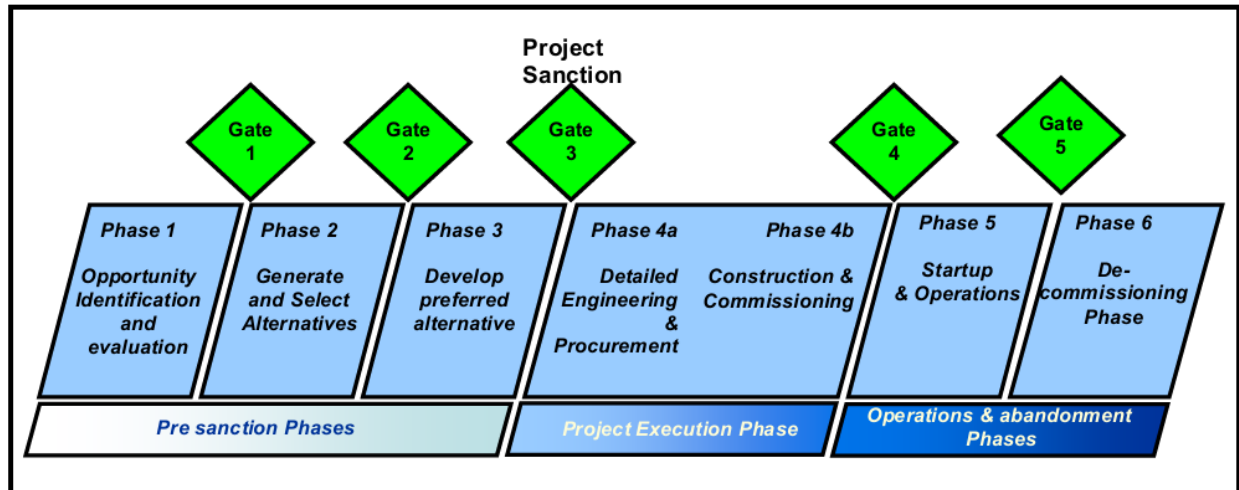 Project
Sanction
Gate
1
Gate
2
Gate
3
Gate
4
Gate
5
Phase 1
Opportunity
Identification
and
evaluation
Phase 2
Generate
and Select
Alternatives
Phase 3
Develop
preferred
alternative
Phase 4a
Detailed
Engineering
&
Procurement
Phase 4b
Construction &
Commissioning
Phase 5
Startup
& Operations
Phase 6
De-
commissioning
Phase
Pre sanction Phases
Project Execution Phase
Operations & abandonment
Phases